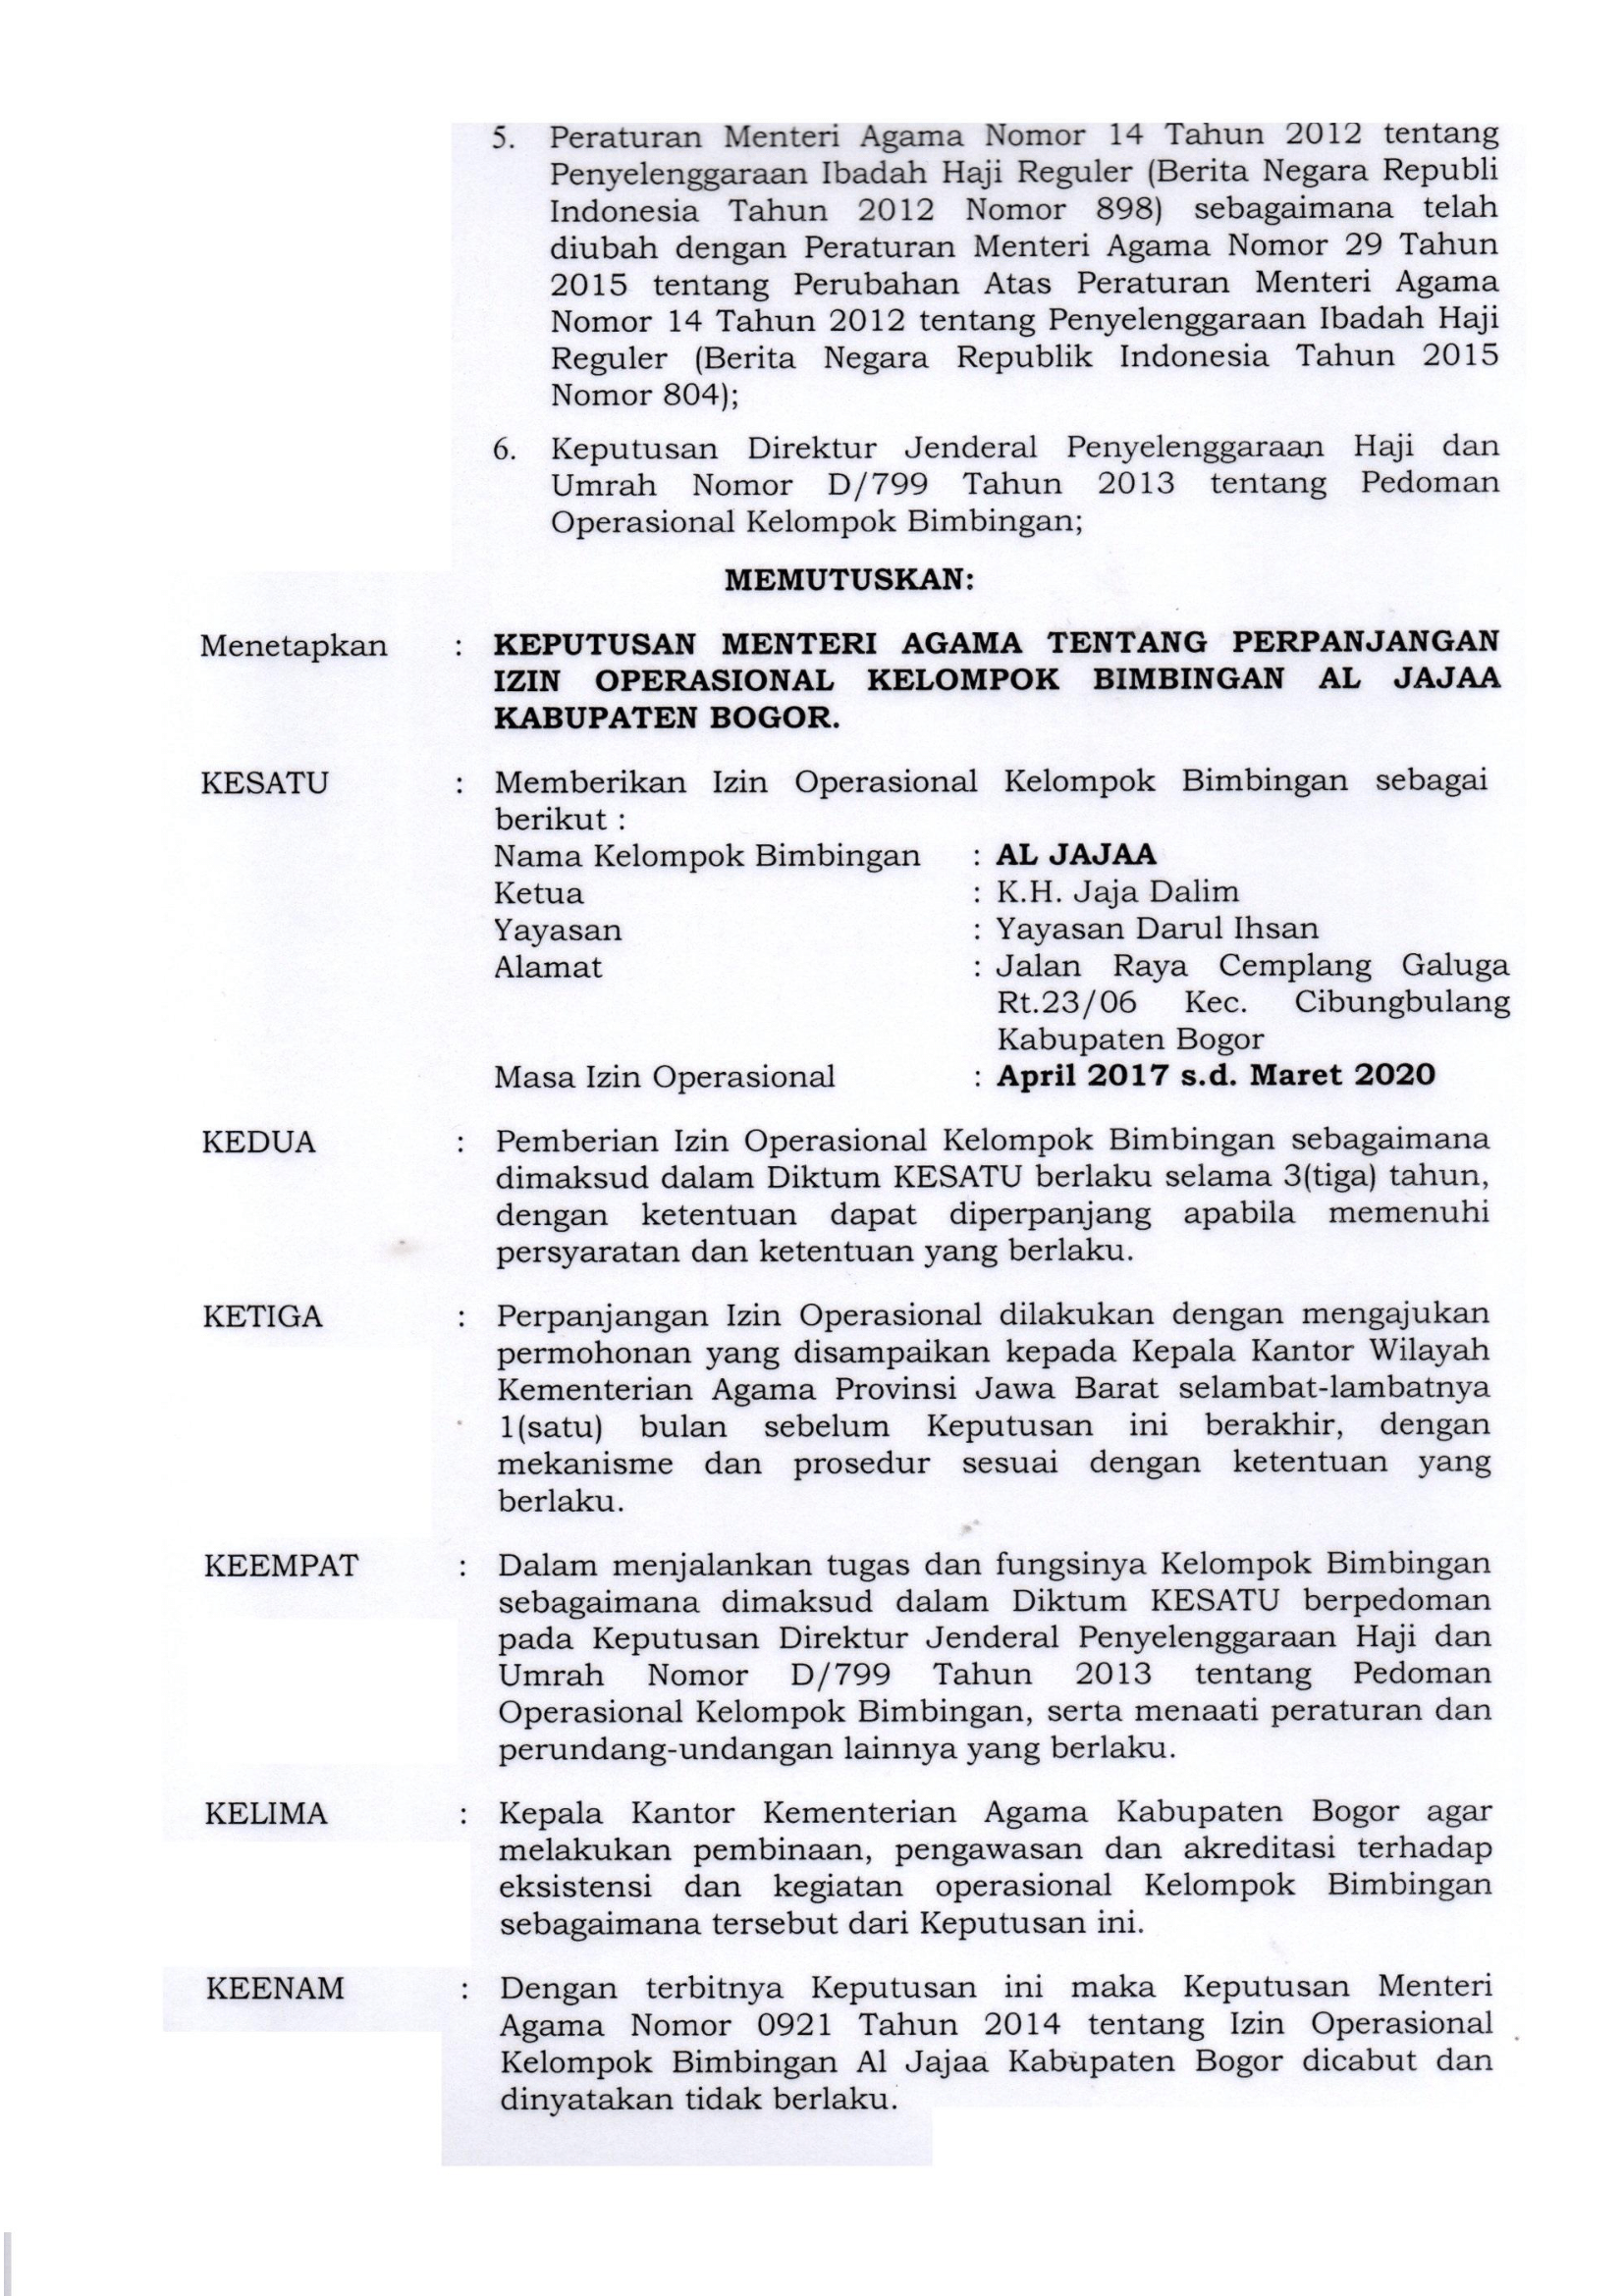 5. Peraturan Menteri Agama Nomor 14 Tahun 2012 tentang
Penyelenggaraan Ibadah Haji Reguler (Berita Negara Republi
Indonesia Tahun 2012 Nomor 898) sebagaimana telah
diubah dengan Peraturan Menteri Agama Nomor 29 Tahun
2015 tentang Perubahan Atas Peraturan Menteri Agama
Nomor 14 Tahun 2012 tentang Penyelenggaraan Ibadah Haji
Reguler (Berita Negara Republik Indonesia Tahun 2015
Nomor 804);
6. Keputusan Direktur Jenderal Penyelenggaraan Haji dan
Umrah Nomor D/799 Tahun 2013 tentang Pedoman
Operasional Kelompok Bimbingan;
MEMUTUSKAN:
Menetapkan : KEPUTUSAN MENTERI AGAMA TENTANG PERPANJANGAN
IZIN OPERASIONAL KELOMPOK BIMBINGAN AL JAJAA
KABUPATEN BOGOR.
KESATU : Memberikan Izin Operasional Kelompok Bimbingan sebagai
berikut :
Nama Kelompok Bimbingan : AL JAJAA
Ketua : K.H. Jaja Dalim
Yayasan : Yayasan Darul Ihsan
Alamat : Jalan Raya Cemplang Galuga
Rt.23/06 Kec. Cibungbulang
Kabupaten Bogor
Masa Izin Operasional : April 2017 s.d. Maret 2020
KEDUA : Pemberian Izin Operasional Kelompok Bimbingan sebagaimana
dimaksud dalam Diktum KESATU berlaku selama 3(tiga) tahun,
dengan ketentuan dapat diperpanjang apabila memenuhi
persyaratan dan ketentuan yang berlaku.
KETIGA : Perpanjangan Izin Operasional dilakukan dengan mengajukan
permohonan yang disampaikan kepada Kepala Kantor Wilayah
Kementerian Agama Provinsi Jawa Barat selambat-lambatnya
1(satu) bulan sebelum Keputusan ini berakhir, dengan
mekanisme dan prosedur sesuai dengan ketentuan yang
berlaku.
KEEMPAT : Dalam menjalankan tugas dan fungsinya Kelompok Bimbingan
sebagaimana dimaksud dalam Diktum KESATU berpedoman
pada Keputusan Direktur Jenderal Penyelenggaraan Haji dan
Umrah Nomor D/799 Tahun 2013 tentang Pedoman
Operasional Kelompok Bimbingan, serta menaati peraturan dan
perundang-undangan lainnya yang berlaku.
KELIMA : Kepala Kantor Kementerian Agama Kabupaten Bogor agar
melakukan pembinaan, pengawasan dan akreditasi terhadap
eksistensi dan kegiatan operasional Kelompok Bimbingan
sebagaimana tersebut dari Keputusan ini.
KEENAM : Dengan terbitnya Keputusan ini maka Keputusan Menteri
Agama Nomor 0921 Tahun 2014 tentang Izin Operasional
Kelompok Bimbingan Al Jajaa Kabupaten Bogor dicabut dan
dinyatakan tidak berlaku.